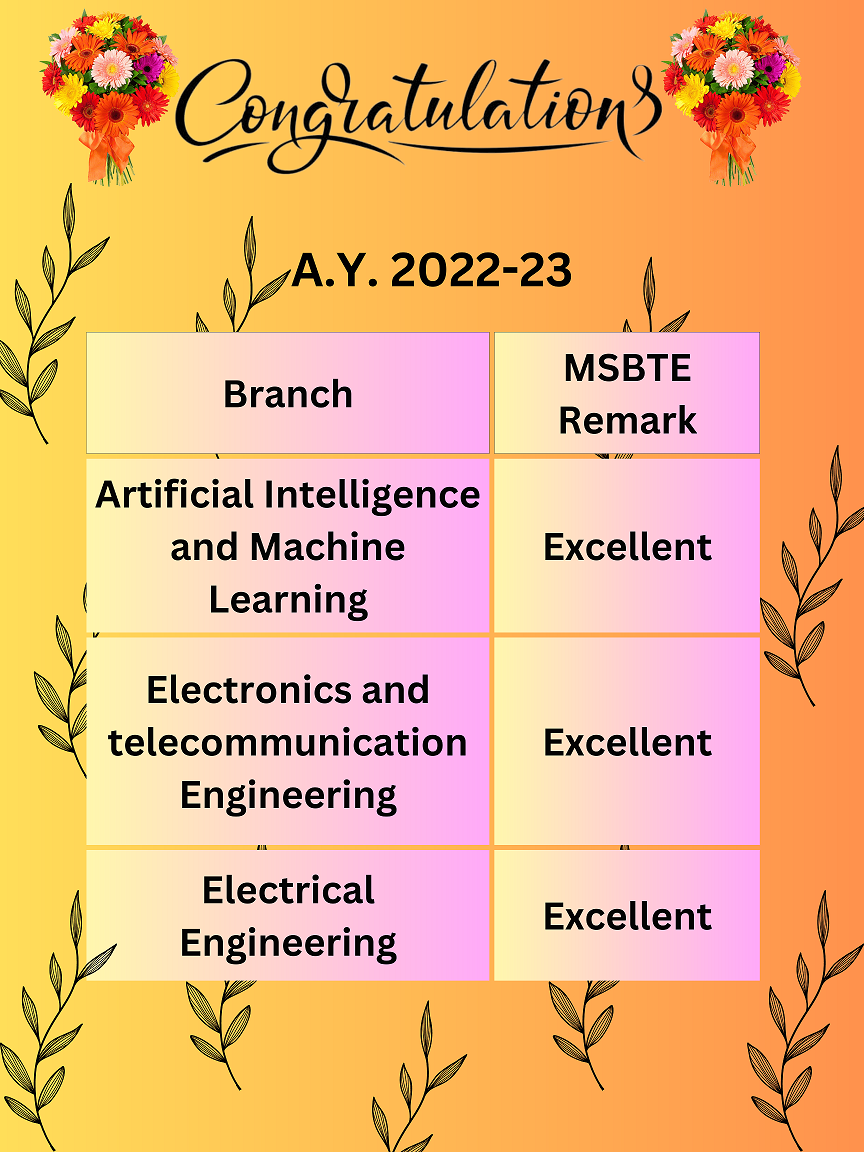 Congratulations
A.Y. 2022-23
Branch
MSBTE
Remark
Artificial Intelligence
and Machine
Learning
Excellent
Electronics and
telecommunication
Engineering
Excellent
Electrical
Engineering
Excellent